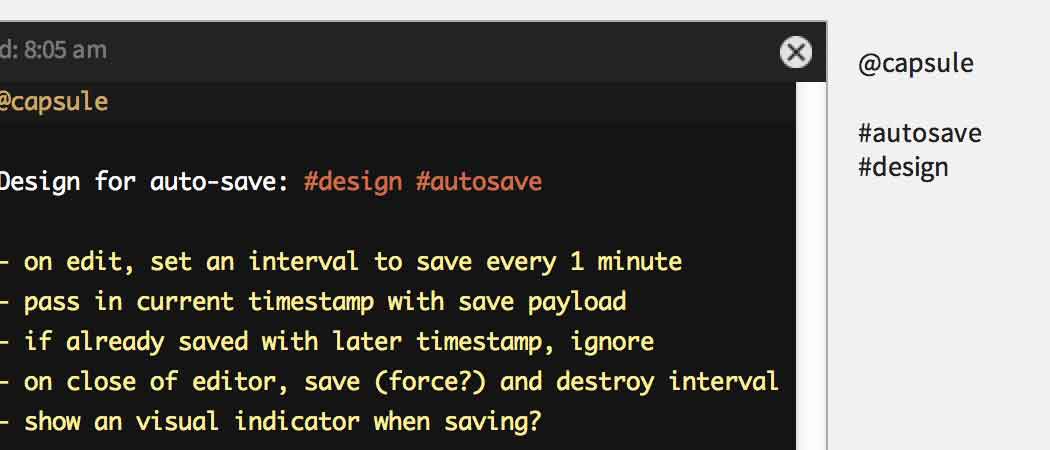 d: 8:05 am
@capsule
Design for auto-save: #design #autosave
- on edit, set an interval to save every 1 minute
- pass in current timestamp with save payload
- if already saved with later timestamp, ignore
- on close of editor, save (force?) and destroy interval
- show an visual indicator when saving?
@capsule
#autosave
#design